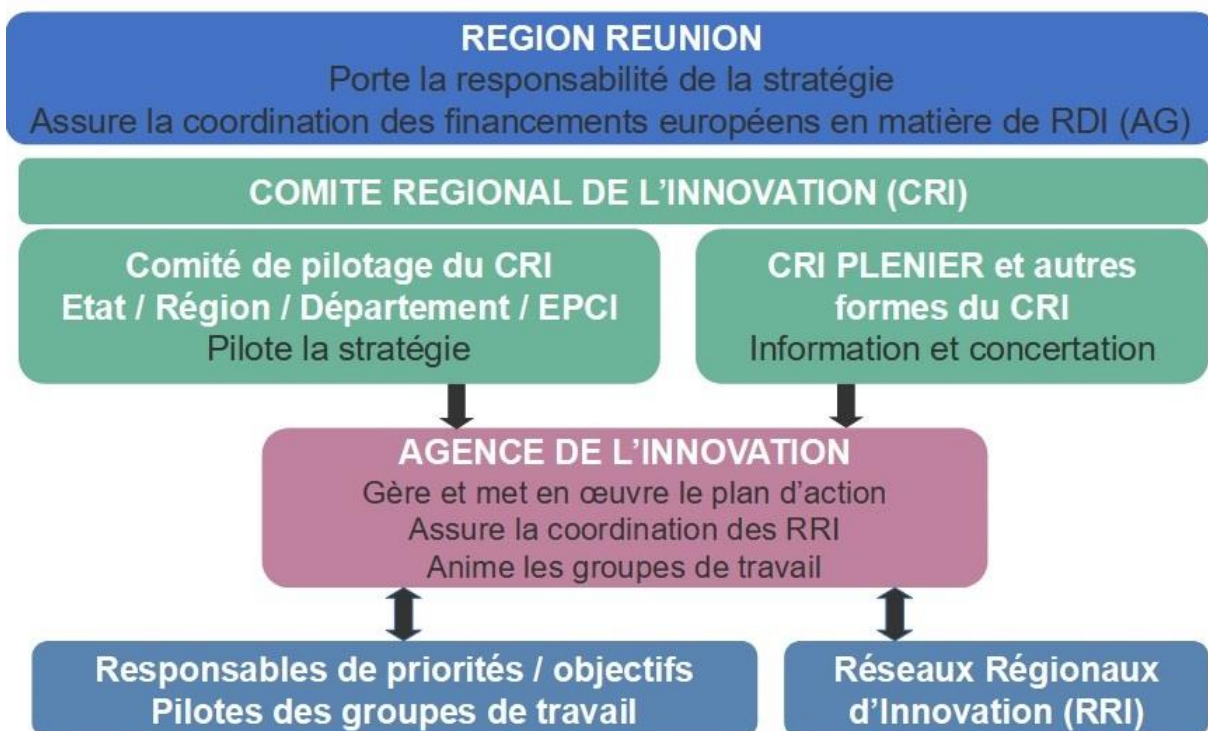 REGION REUNION
Porte la responsabilité de la stratégie
Assure la coordination des financements européens en matière de RDI (AG)
COMITE REGIONAL DE L’INNOVATION (CRI)
Comité de pilotage du CRI
Etat / Région / Département / EPCI
Pilote la stratégie
CRI PLENIER et autres
formes du CRI
Information et concertation
AGENCE DE L’INNOVATION
Gère et met en œuvre le plan d’action
Assure la coordination des RRI
Anime les groupes de travail
Responsables de priorités / objectifs
Pilotes des groupes de travail
Réseaux Régionaux
d’Innovation (RRI)